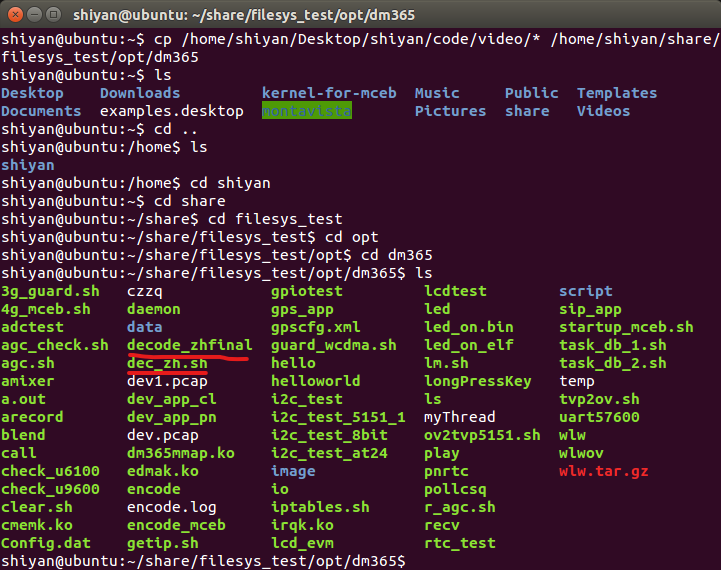 shiyan@ubuntu: ~/share/filesys_test/opt/dm365
shiyan@ubuntu:~$ cp /home/shiyan/Desktop/shiyan/code/video/* /home/shiyan/share/
filesys_test/opt/dm365
shiyan@ubuntu:~$ ls
Desktop Downloads kernel-for-mceb Music Public Templates
Documents examples.desktop montavista Pictures share Videos
shiyan@ubuntu:~$ cd ..
shiyan@ubuntu:/home$ ls
shiyan
shiyan@ubuntu:/home$ cd shiyan
shiyan@ubuntu:~$ cd share
shiyan@ubuntu:~/share$ cd filesys_test
shiyan@ubuntu:~/share/filesys_test$ cd opt
shiyan@ubuntu:~/share/filesys_test/opt$ cd dm365
shiyan@ubuntu:~/share/filesys_test/opt/dm365$ ls
3g_guard.sh czzq gpiotest lcdtest script
4g_mceb.sh daemon gps_app led sip_app
adctest data gpscfg.xml led_on.bin startup_mceb.sh
agc_check.sh decode_zhfinal guard_wcdma.sh led_on_elf task_db_1.sh
agc.sh dec_zh.sh hello lm.sh task_db_2.sh
amixer dev1.pcap helloworld longPressKey temp
a.out dev_app_cl i2c_test ls tvp2ov.sh
arecord dev_app_pn i2c_test_5151_1 myThread uart57600
blend dev.pcap i2c_test_8bit ov2tvp5151.sh wlw
call dm365mmap.ko i2c_test_at24 play wlwov
check_u6100 edmak.ko image pnrtc wlw.tar.gz
check_u9600 encode io pollcsq
clear.sh encode.log iptables.sh r_agc.sh
cmemk.ko encode_mceb irqk.ko recv
Config.dat getip.sh lcd_evm rtc_test
shiyan@ubuntu:~/share/filesys_test/opt/dm365$